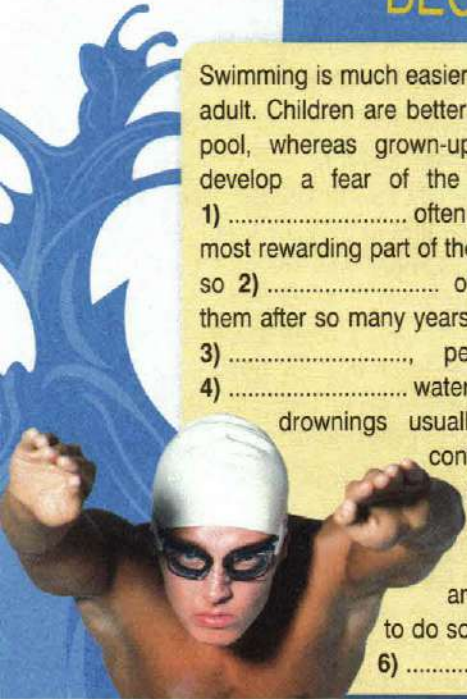 Swimming is much easier
adult. Children are better
pool, whereas grown-up
develop a fear of the
1) .............................. often
most rewarding part of the
so 2) ............................. o
them after so many years
3) ............................., pe
4) .............................. water
drownings usuall
con
ar
to do so
6) ...........